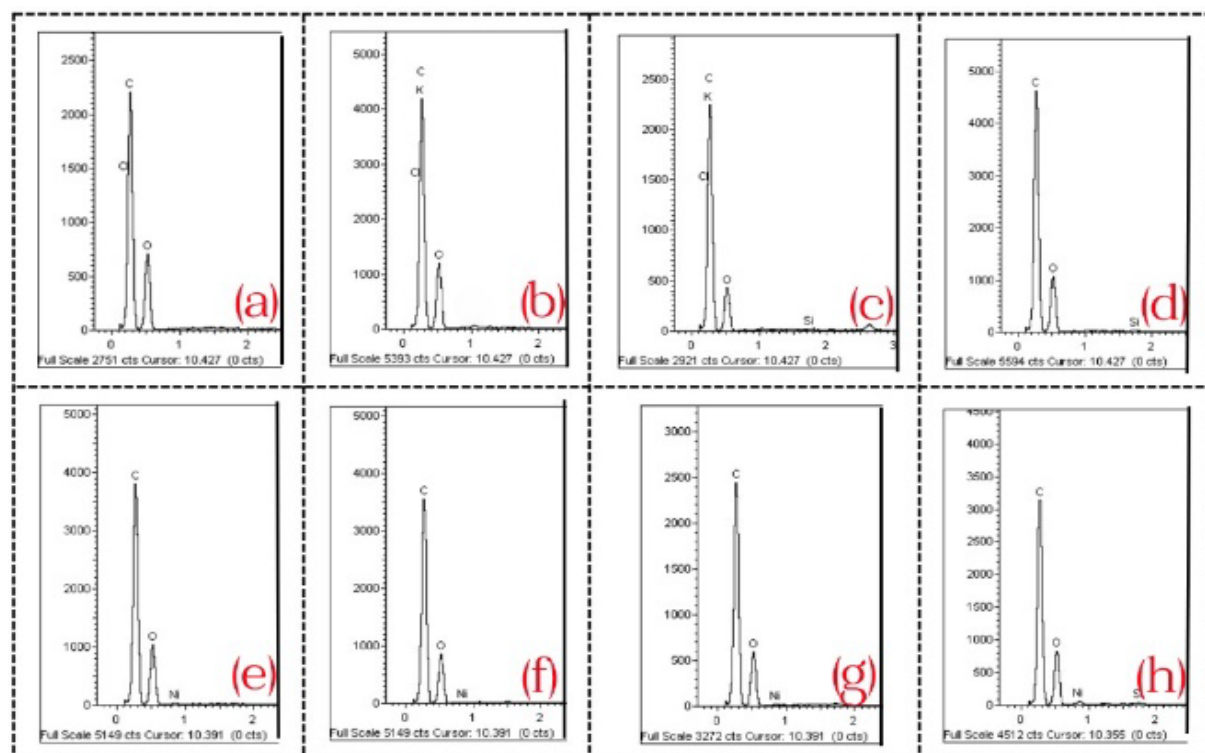 2500
2000
1500
1000
500
0
C
O
O
0
1
2
(a)
Full Scale 2751 cts Cursor: 10.427 (0 cts)
5000
4000
3000
2000
1000
0
C
K
O
O
0
1
2
(b)
Full Scale 5393 cts Cursor: 10.427 (0 cts)
2500
2000
1500
1000
500
0
C
K
O
O
Si
0
1
2
3
(c)
Full Scale 2921 cts Cursor: 10.427 (0 cts)
5000
4000
3000
2000
1000
0
C
O
Si
0
1
2
(d)
Full Scale 5594 cts Cursor: 10.427 (0 cts)
5000
4000
3000
2000
1000
0
C
O
Ni
0
1
2
(e)
Full Scale 5149 cts Cursor: 10.391 (0 cts)
5000
4000
3000
2000
1000
0
C
O
Ni
0
1
2
(f)
Full Scale 5149 cts Cursor: 10.391 (0 cts)
3000
2500
2000
1500
1000
500
0
C
O
Ni
0
1
2
(g)
Full Scale 3272 cts Cursor: 10.391 (0 cts)
4500
4000
3500
3000
2500
2000
1500
1000
500
0
C
O
Ni
S
0
1
2
(h)
Full Scale 4512 cts Cursor: 10.355 (0 cts)